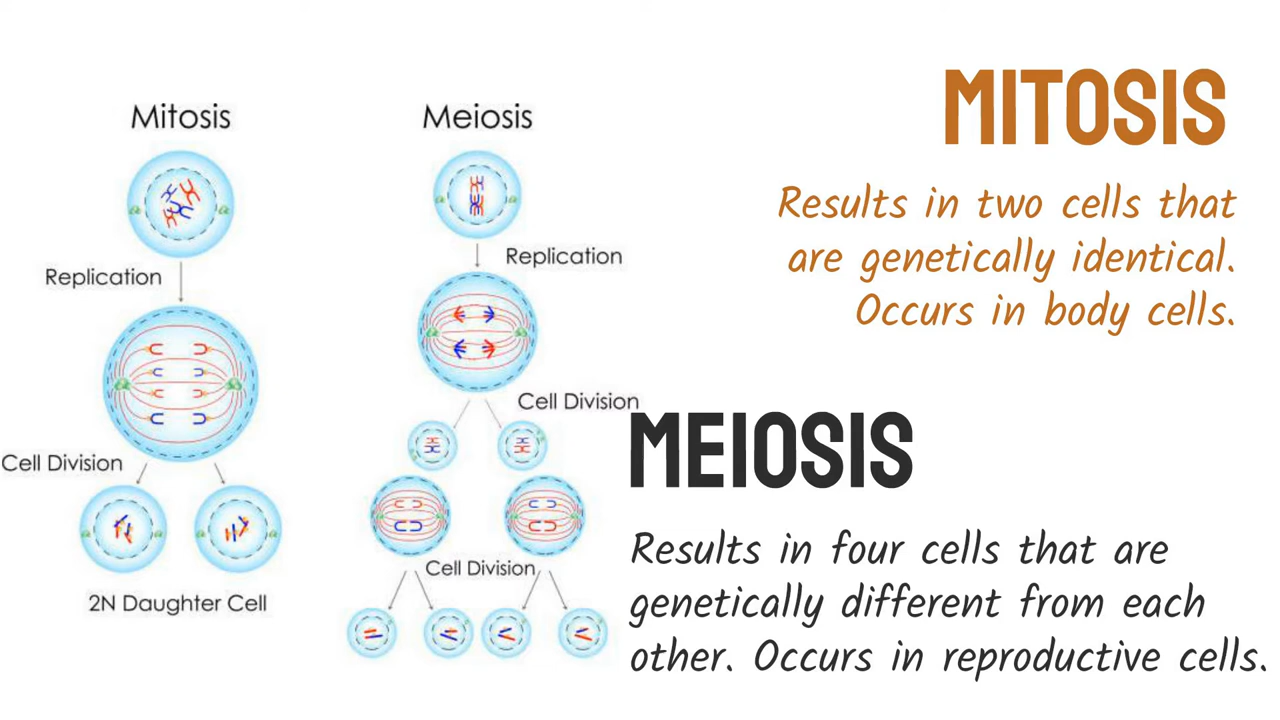 Mitosis
Replication
Cell Division
2N Daughter Cell
Meiosis
Replication
Cell Division
Cell Division
MITOSIS
Results in two cells that
are genetically identical.
Occurs in body cells.
MEIOSIS
Results in four cells that are
genetically different from each
other. Occurs in reproductive cells.